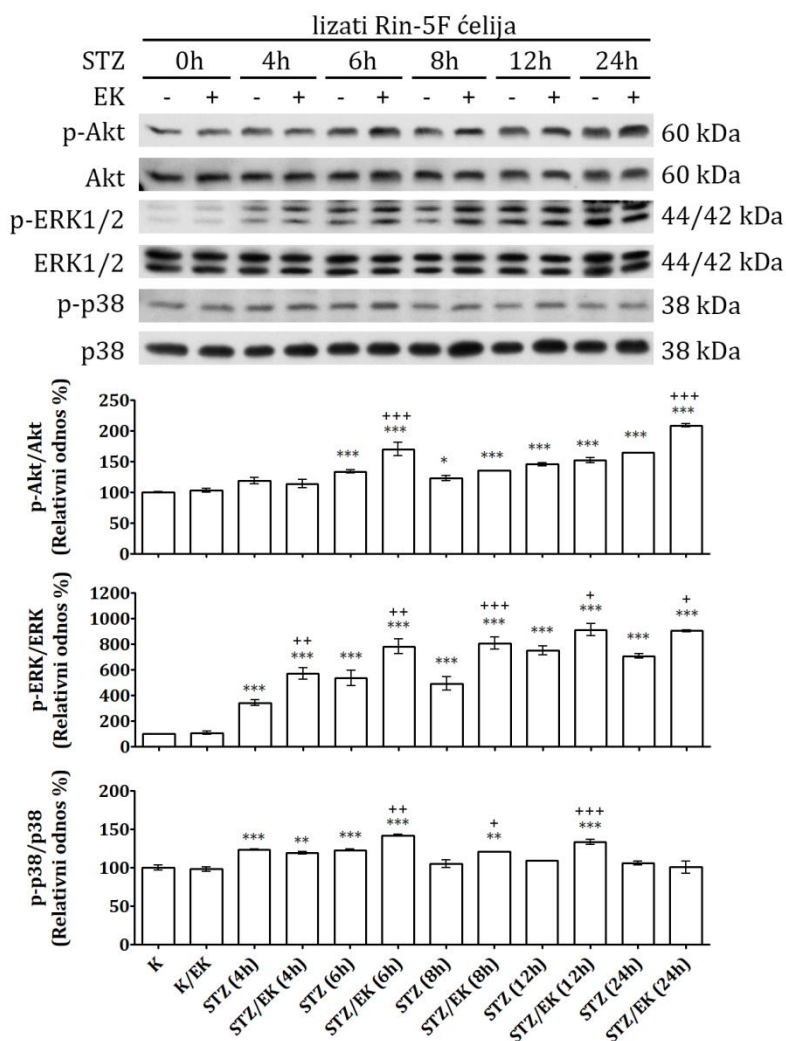 lizati Rin-5F ćelija
STZ 0h 4h 6h 8h 12h 24h
EK - + - + - + - + - + - +
p-Akt 60 kDa
Akt 60 kDa
p-ERK1/2 44/42 kDa
ERK1/2 44/42 kDa
p-p38 38 kDa
p38 38 kDa
p-Akt/Akt
(Relativni odnos %)
250
200
150
100
50
0
*** +++ *** * *** *** *** *** +++ ***
p-ERK/ERK
(Relativni odnos %)
1200
1000
800
600
400
200
0
*** ++ *** *** ++ *** *** +++ *** *** + *** *** + ***
p-p38/p38
(Relativni odnos %)
200
150
100
50
0
*** ** *** ++ *** + ** +++ ***
K
K/EK
STZ (4h)
STZ/EK (4h)
STZ (6h)
STZ/EK (6h)
STZ (8h)
STZ/EK (8h)
STZ (12h)
STZ/EK (12h)
STZ (24h)
STZ/EK (24h)